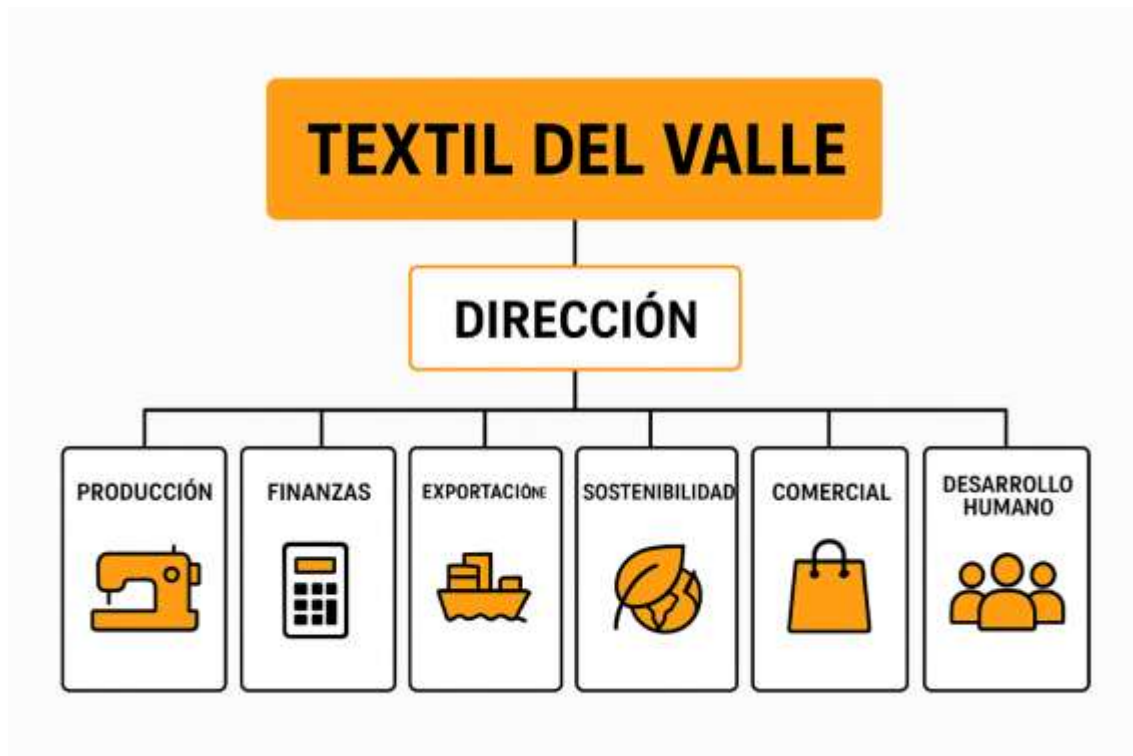 TEXTIL DEL VALLE
DIRECCIÓN
PRODUCCIÓN
FINANZAS
EXPORTACIÓNE
SOSTENIBILIDAD
COMERCIAL
DESARROLLO
HUMANO